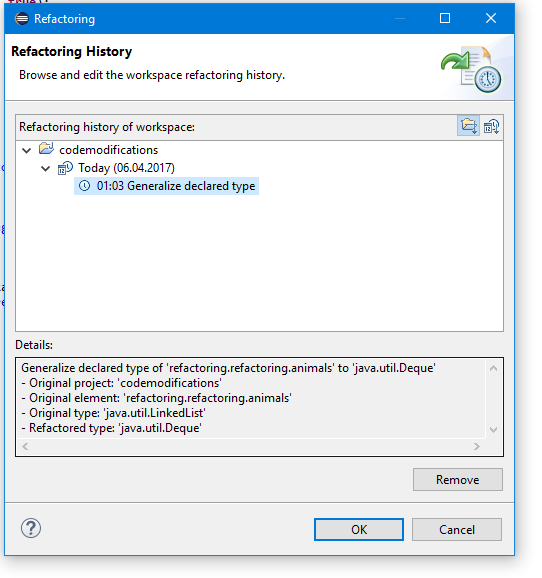 Refactoring
Refactoring History
Browse and edit the workspace refactoring history.
Refactoring history of workspace:
codemodifications
Today (06.04.2017)
01:03 Generalize declared type
Details:
Generalize declared type of 'refactoring.refactoring.animals' to 'java.util.Deque'
- Original project: 'codemodifications'
- Original element: 'refactoring.refactoring.animals'
- Original type: 'java.util.LinkedList'
- Refactored type: 'java.util.Deque'
Remove
OK
Cancel